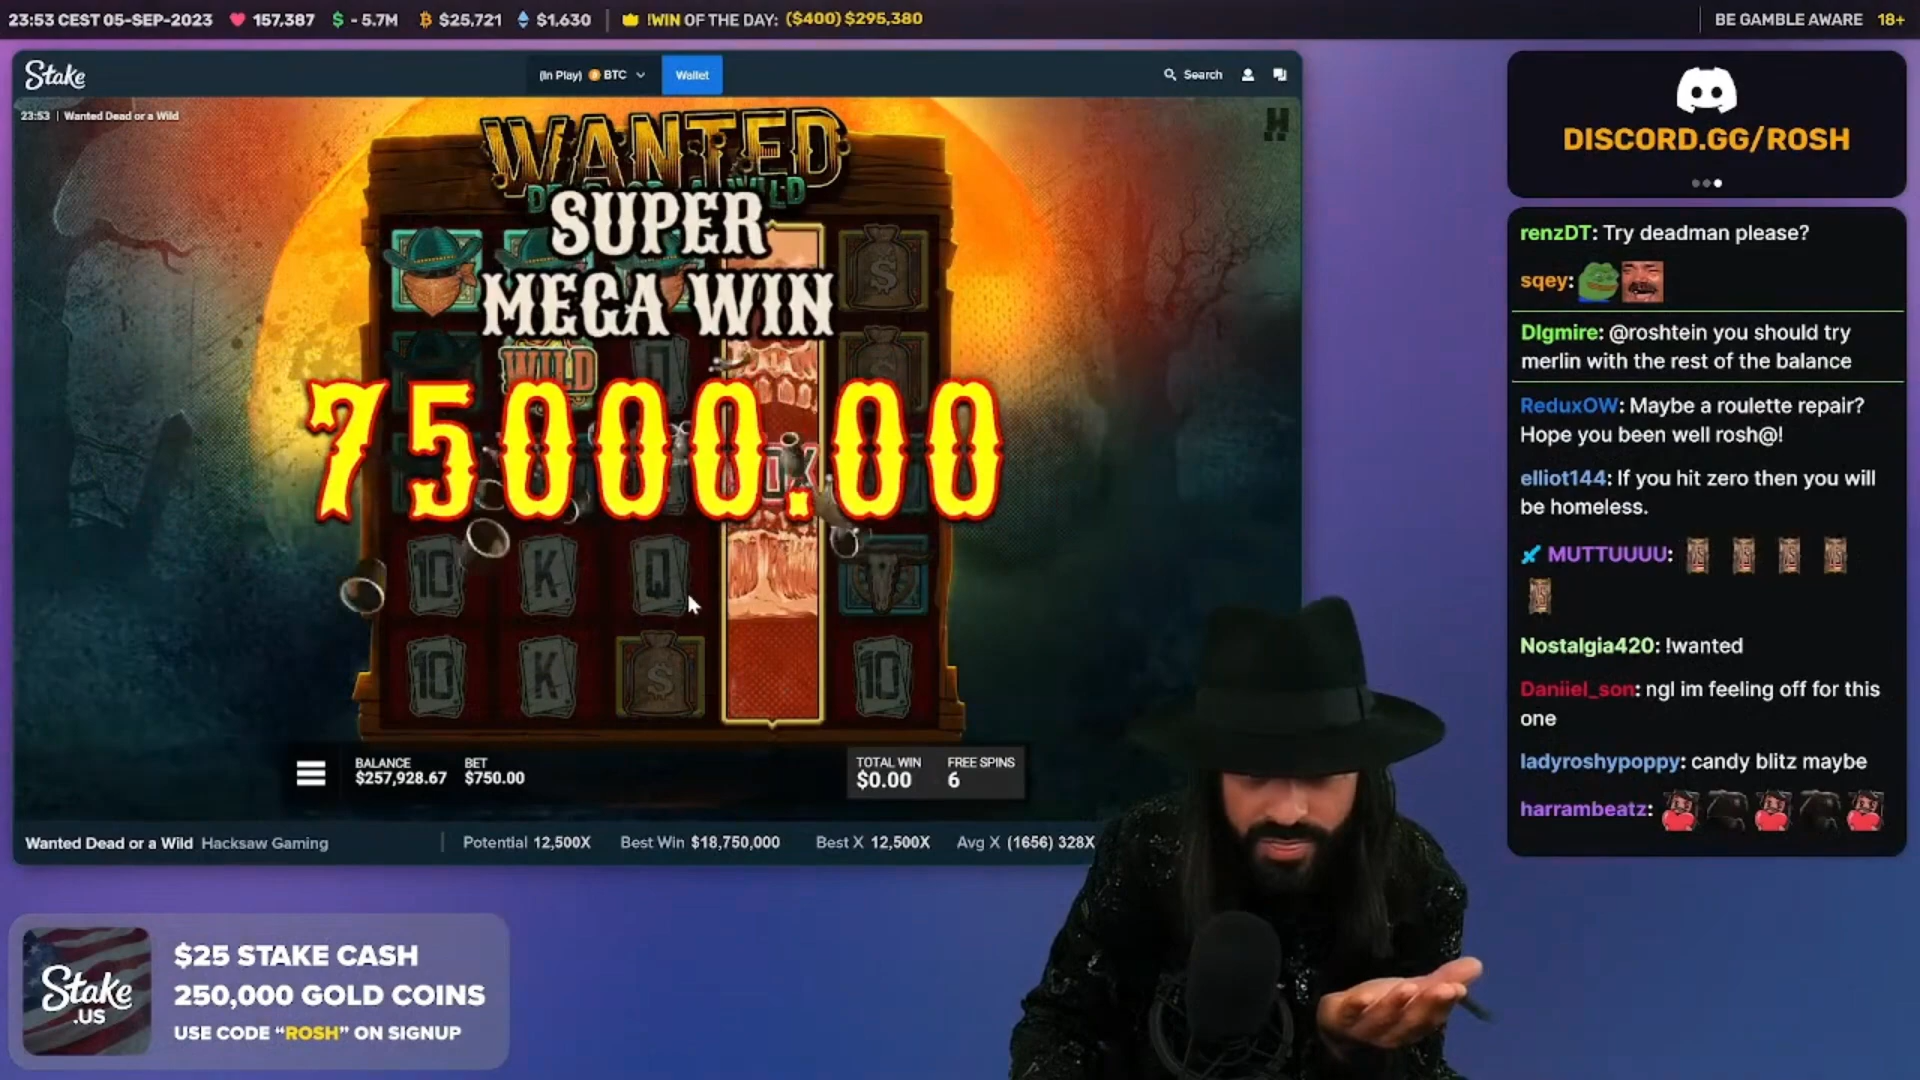 23:53 CEST 05-SEP-2023 157,387 $ - 5.7M $25,721 $1,630 !WIN OF THE DAY: ($400) $295,380
BE GAMBLE AWARE 18+
Stake
(In Play) BTC
Wallet
Search
23:53 | Wanted Dead or a Wild
WANTED
SUPER
MEGA WIN
WILD
75000.00
10 K Q
10 K $ 10
BALANCE
$257,928.67
BET
$750.00
TOTAL WIN
$0.00
FREE SPINS
6
Wanted Dead or a Wild Hacksaw Gaming
Potential 12,500X Best Win $18,750,000 Best X 12,500X Avg X (1656) 328X
DISCORD.GG/ROSH
renzDT: Try deadman please?
sqey:
DIgmire: @roshtein you should try
merlin with the rest of the balance
ReduxOW: Maybe a roulette repair?
Hope you been well rosh@!
elliot144: If you hit zero then you will
be homeless.
MUTTUUUU:
Nostalgia420: !wanted
Daniiel_son: ngl im feeling off for this
one
ladyroshypoppy: candy blitz maybe
harrambeatz:
Stake
.US
$25 STAKE CASH
250,000 GOLD COINS
USE CODE “ROSH” ON SIGNUP